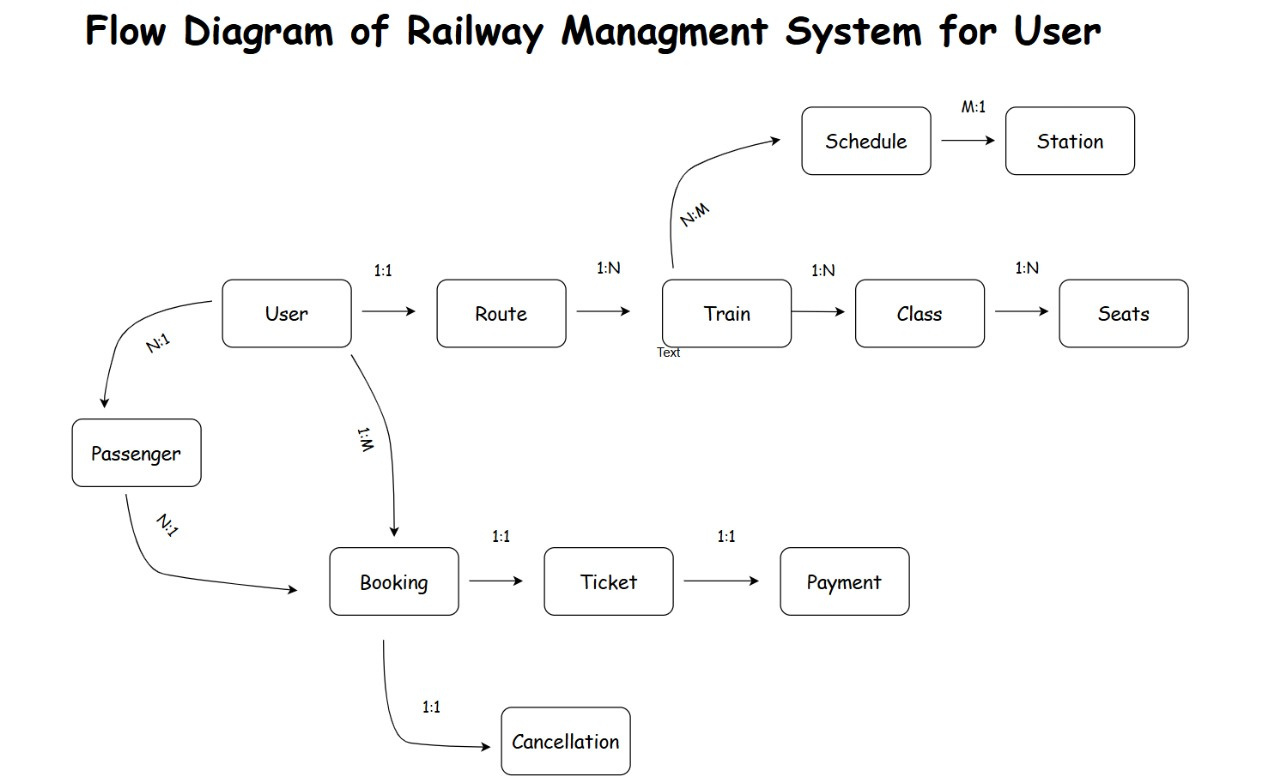 Flow Diagram of Railway Managment System for User
M:1
Schedule
Station
N:M
1:1
1:N
1:N
1:N
User
Route
Train
Class
Seats
Text
N:1
1:M
Passenger
N:1
1:1
1:1
Booking
Ticket
Payment
1:1
Cancellation